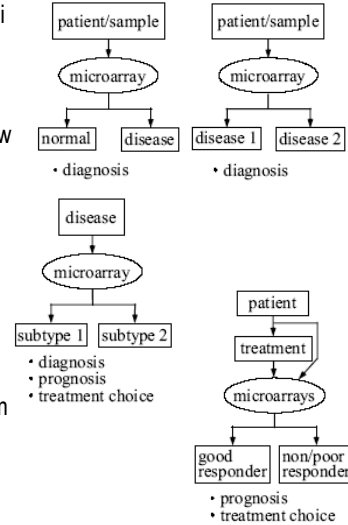 i
patient/sample
microarray
normal disease
• diagnosis
patient/sample
microarray
disease 1 disease 2
• diagnosis
w
disease
microarray
subtype 1 subtype 2
• diagnosis
• prognosis
• treatment choice
n
patient
treatment
microarrays
good responder
non/poor responder
• prognosis
• treatment choice